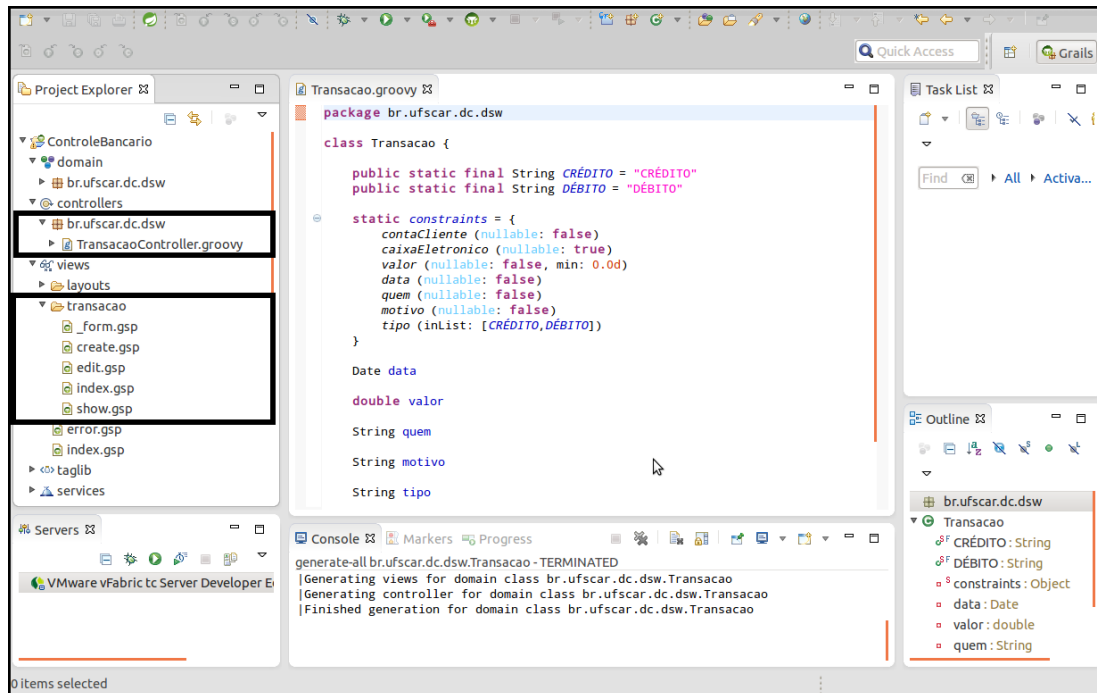 Quick Access
Grails
Project Explorer
ControleBancario
domain
br.ufscar.dc.dsw
controllers
br.ufscar.dc.dsw
TransacaoController.groovy
views
layouts
transacao
_form.gsp
create.gsp
edit.gsp
index.gsp
show.gsp
error.gsp
index.gsp
taglib
services
Transacao.groovy
package br.ufscar.dc.dsw
class Transacao {
public static final String CRÉDITO = "CRÉDITO"
public static final String DÉBITO = "DÉBITO"
static constraints = {
contaCliente (nullable: false)
caixaEletronico (nullable: true)
valor (nullable: false, min: 0.0d)
data (nullable: false)
quem (nullable: false)
motivo (nullable: false)
tipo (inList: [CRÉDITO,DÉBITO])
}
Date data
double valor
String quem
String motivo
String tipo
Task List
Find All Activa...
Outline
br.ufscar.dc.dsw
Transacao
CRÉDITO : String
DÉBITO : String
constraints : Object
data : Date
valor : double
quem : String
Servers
VMware vFabric tc Server Developer E
Console Markers Progress
generate-all br.ufscar.dc.dsw.Transacao - TERMINATED
|Generating views for domain class br.ufscar.dc.dsw.Transacao
|Generating controller for domain class br.ufscar.dc.dsw.Transacao
|Finished generation for domain class br.ufscar.dc.dsw.Transacao
0 items selected